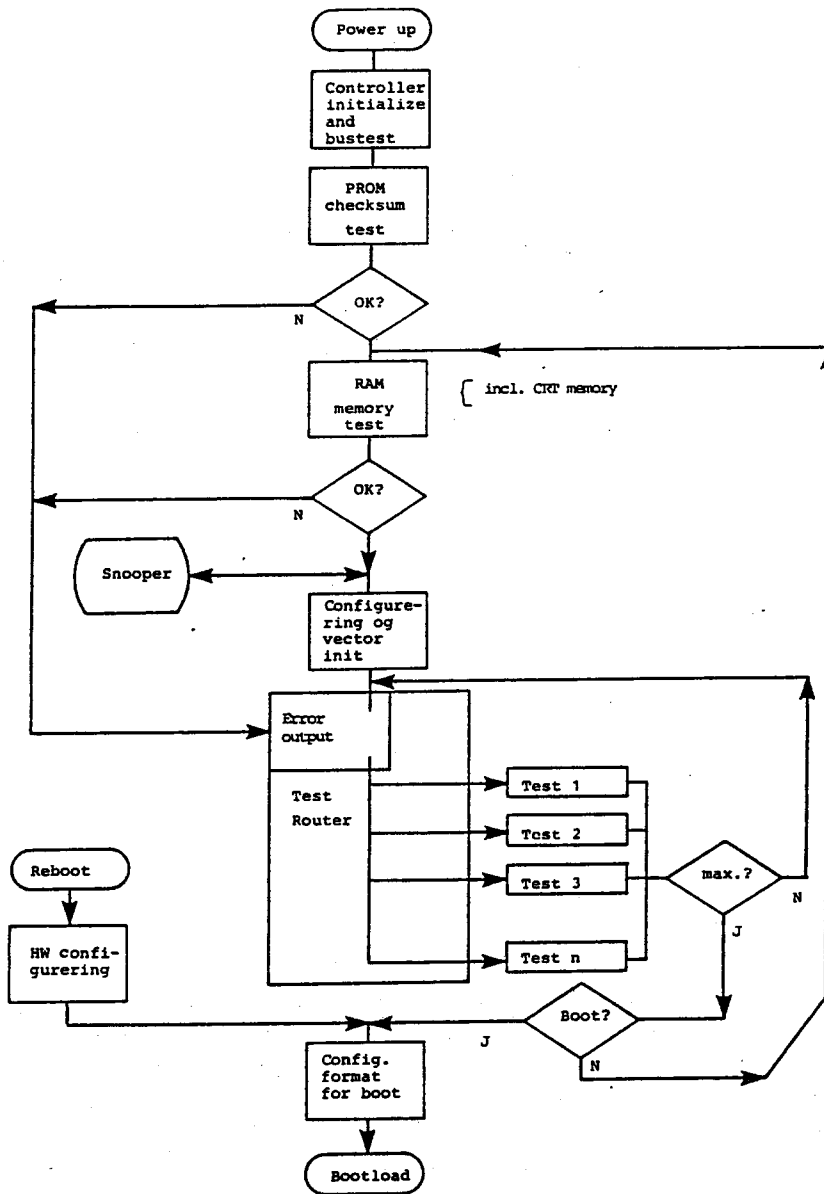 Power up
Controller
initialize
and
bustest
PROM
checksum
test
OK?
N
RAM
memory
test
{ incl. CRT memory
OK?
N
Snooper
Configure-
ring og
vector
init
Error
output
Test
Router
Test 1
Test 2
Test 3
Test n
max.?
N
J
Reboot
HW confi-
gurering
Boot?
J
N
Config.
format
for boot
Bootload